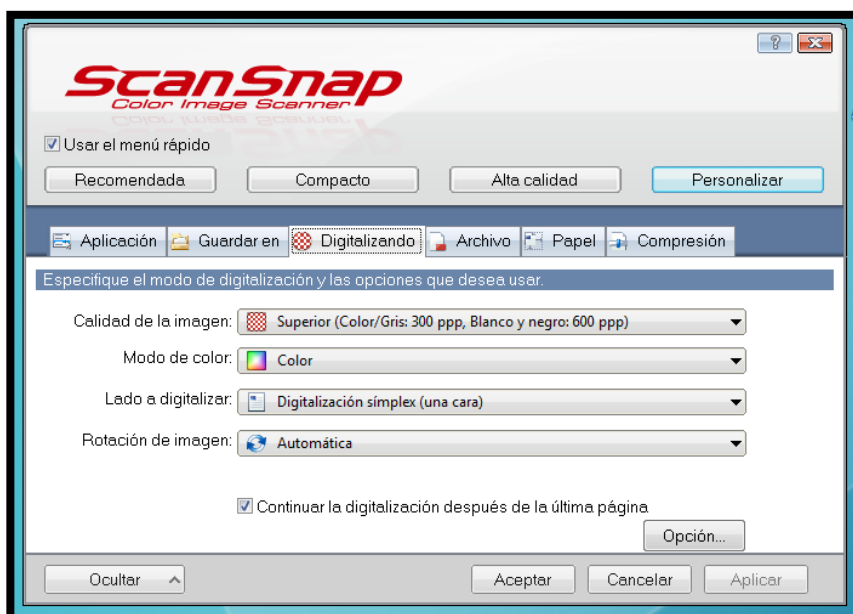 ScanSnap
Color Image Scanner
Usar el menú rápido
Recomendada Compacto Alta calidad Personalizar
Aplicación Guardar en Digitalizando Archivo Papel Compresión
Especifique el modo de digitalización y las opciones que desea usar.
Calidad de la imagen: Superior (Color/Gris: 300 ppp, Blanco y negro: 600 ppp)
Modo de color: Color
Lado a digitalizar: Digitalización símplex (una cara)
Rotación de imagen: Automática
Continuar la digitalización después de la última página
Opción...
Ocultar Aceptar Cancelar Aplicar